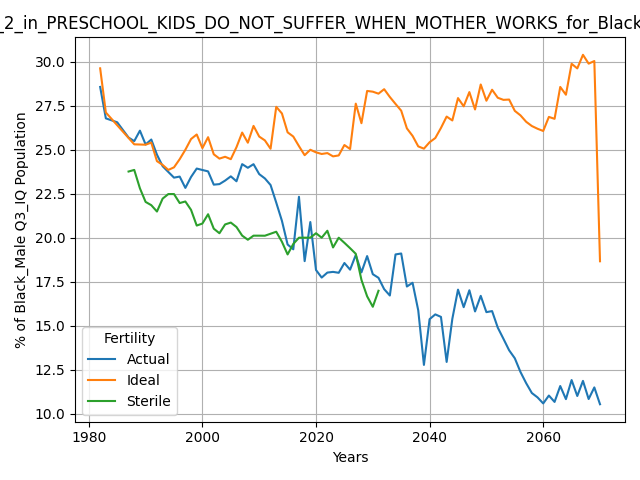 _2_in_PRESCHOOL_KIDS_DO_NOT_SUFFER_WHEN_MOTHER_WORKS_for_Black
% of Black_Male Q3_IQ Population
30.0
27.5
25.0
22.5
20.0
17.5
15.0
12.5
10.0
Fertility
Actual
Ideal
Sterile
1980
2000
2020
2040
2060
Years